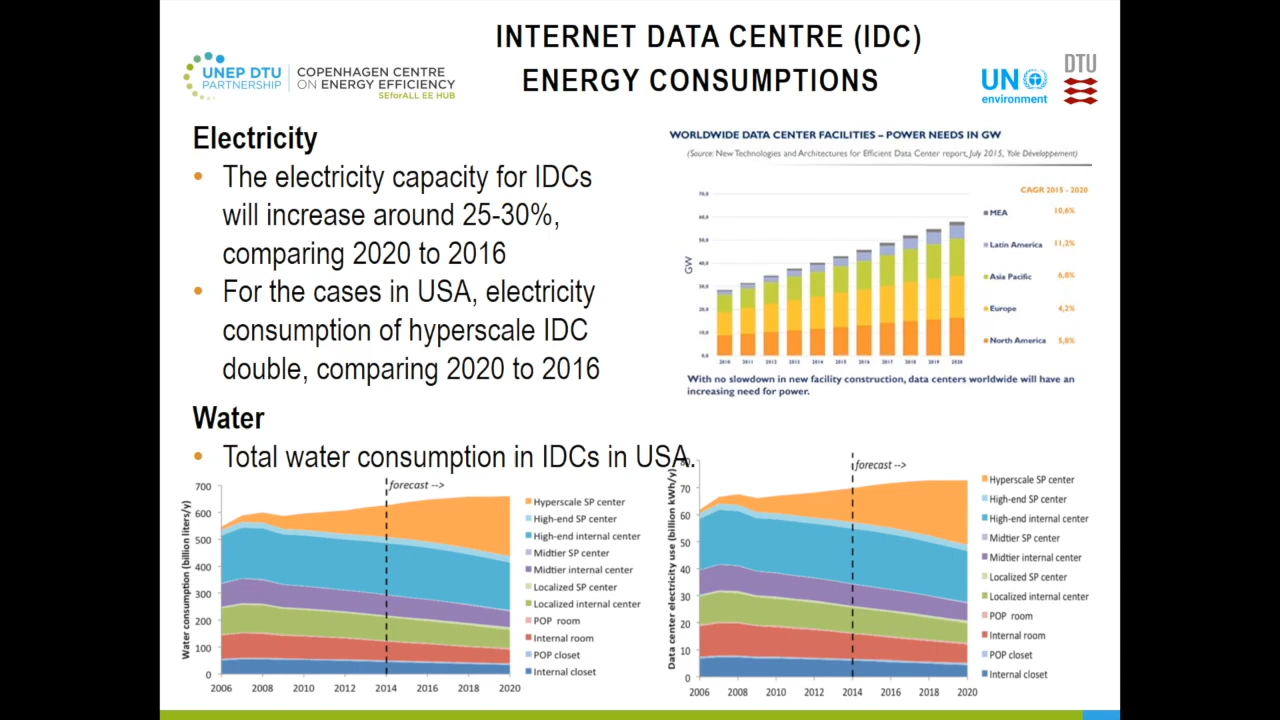 INTERNET DATA CENTRE (IDC)
ENERGY CONSUMPTIONS
UNEP DTU
PARTNERSHIP
COPENHAGEN CENTRE
ON ENERGY EFFICIENCY
SEforALL EE HUB
UN
environment
DTU
Electricity
• The electricity capacity for IDCs
will increase around 25-30%,
comparing 2020 to 2016
• For the cases in USA, electricity
consumption of hyperscale IDC
double, comparing 2020 to 2016
WORLDWIDE DATA CENTER FACILITIES – POWER NEEDS IN GW
(Source: New Technologies and Architectures for Efficient Data Center report, July 2015, Yole Développement)
CAGR 2015 - 2020
GW
70,0
60,0
50,0
40,0
30,0
20,0
10,0
0,0
2010 2011 2012 2013 2014 2015 2016 2017 2018 2019 2020
MEA 10,6%
Latin America 11,2%
Asia Pacific 6,8%
Europe 4,2%
North America 5,8%
With no slowdown in new facility construction, data centers worldwide will have an
increasing need for power.
Water
• Total water consumption in IDCs in USA.
Water consumption (billion liters/y)
700
600
500
400
300
200
100
0
2006 2008 2010 2012 2014 2016 2018 2020
forecast -->
Hyperscale SP center
High-end SP center
High-end internal center
Midtier SP center
Midtier internal center
Localized SP center
Localized internal center
POP room
Internal room
POP closet
Internal closet
Data center electricity use (billion kWh/y)
80
70
60
50
40
30
20
10
0
2006 2008 2010 2012 2014 2016 2018 2020
forecast -->
Hyperscale SP center
High-end SP center
High-end internal center
Midtier SP center
Midtier internal center
Localized SP center
Localized internal center
POP room
Internal room
POP closet
Internal closet